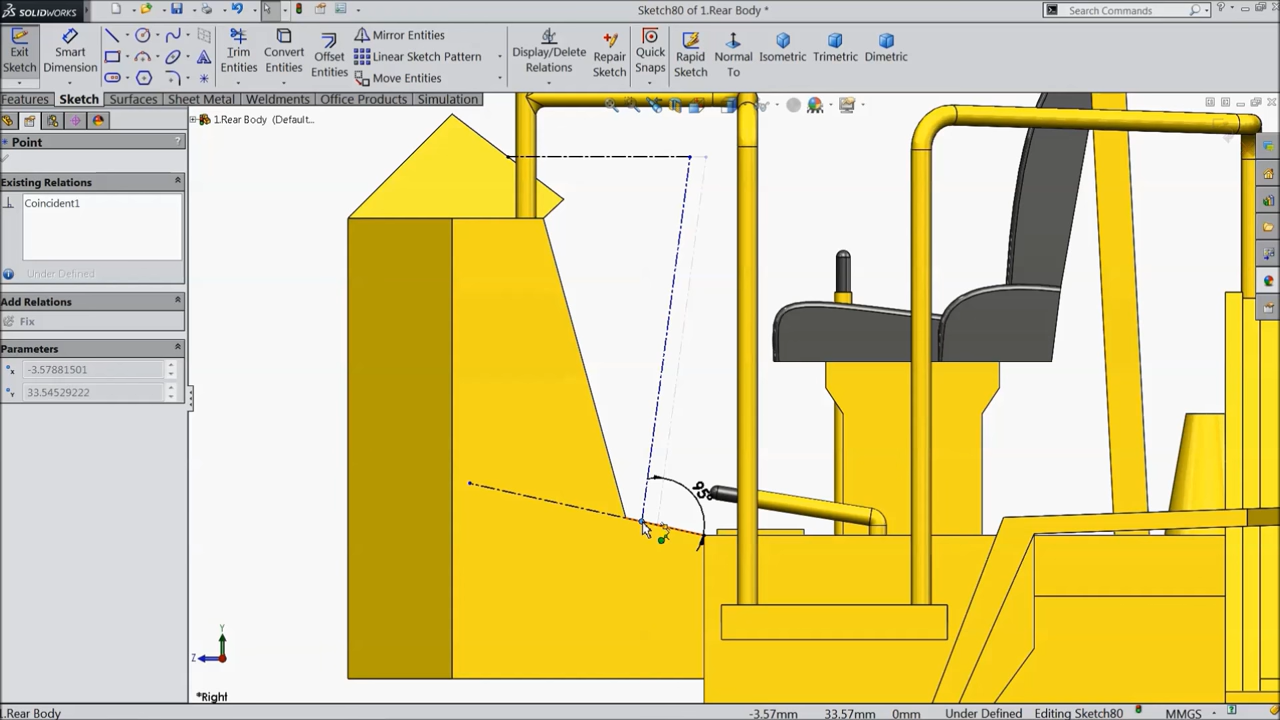 SOLIDWORKS
Sketch80 of 1.Rear Body *
Search Commands
Exit Sketch
Smart Dimension
Trim Entities
Convert Entities
Offset Entities
Mirror Entities
Linear Sketch Pattern
Move Entities
Display/Delete Relations
Repair Sketch
Quick Snaps
Rapid Sketch
Normal To
Isometric
Trimetric
Dimetric
Features
Sketch
Surfaces
Sheet Metal
Weldments
Office Products
Simulation
1.Rear Body (Default...
Point
?
Existing Relations
Coincident1
Under Defined
Add Relations
Fix
Parameters
-3.57881501
33.54529222
95°
Y
Z
*Right
1.Rear Body
-3.57mm
33.57mm
0mm
Under Defined
Editing Sketch80
MMGS